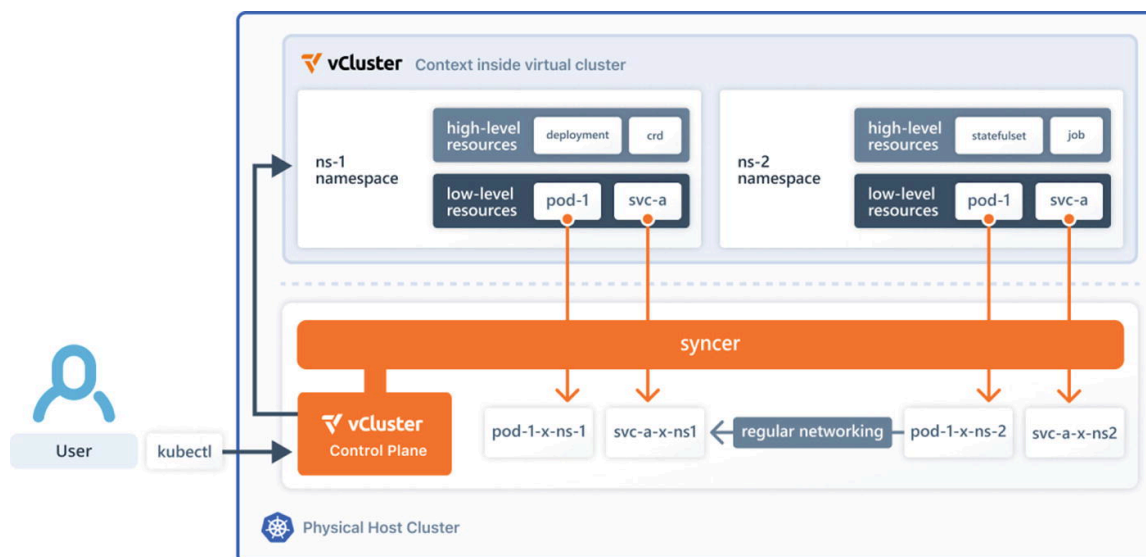 vCluster Context inside virtual cluster
ns-1
namespace
high-level
resources
deployment
crd
low-level
resources
pod-1
svc-a
ns-2
namespace
high-level
resources
statefulset
job
low-level
resources
pod-1
svc-a
syncer
User
kubectl
vCluster
Control Plane
pod-1-x-ns-1
svc-a-x-ns1
regular networking
pod-1-x-ns-2
svc-a-x-ns2
Physical Host Cluster